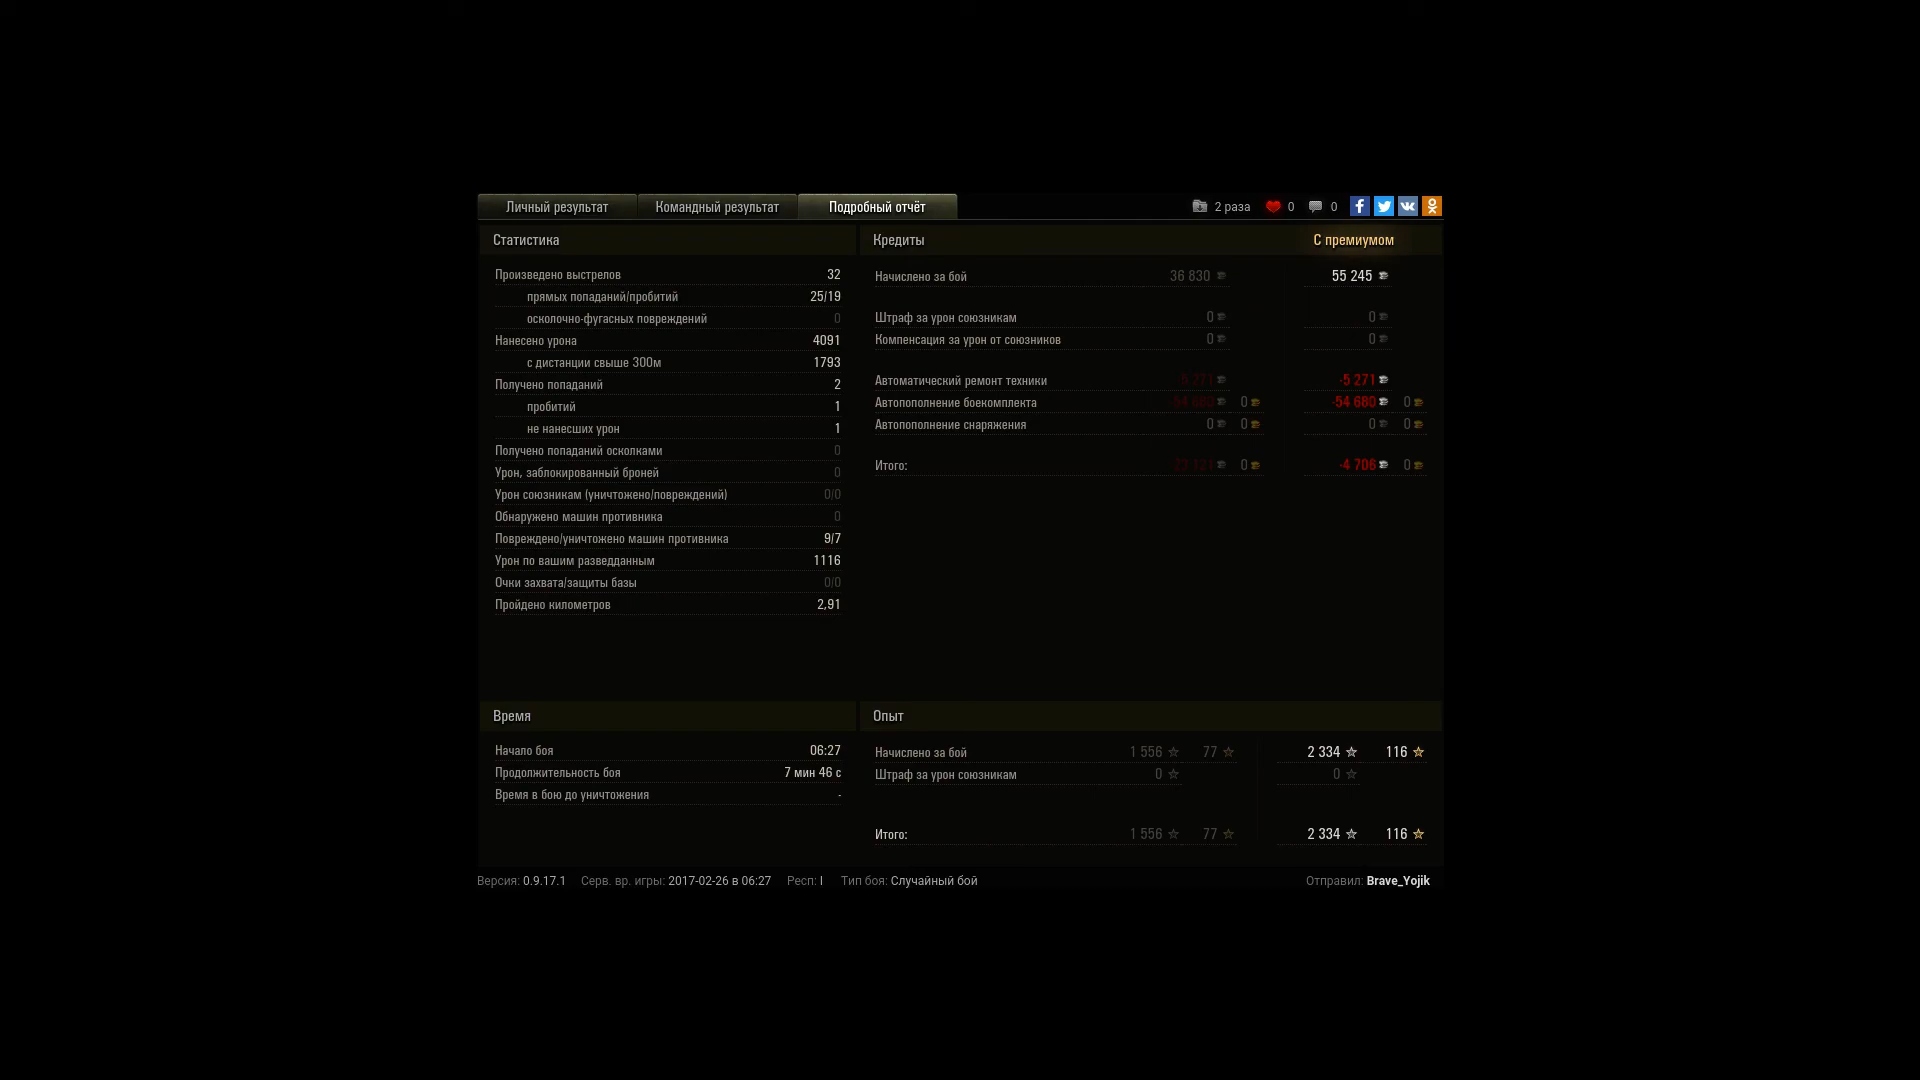 Личный результат Командный результат Подробный отчёт 2 раза 0 0
Статистика
Произведено выстрелов 32
прямых попаданий/пробитий 25/19
осколочно-фугасных повреждений 0
Нанесено урона 4091
с дистанции свыше 300м 1793
Получено попаданий 2
пробитий 1
не нанесших урон 1
Получено попаданий осколками 0
Урон, заблокированный броней 0
Урон союзникам (уничтожено/повреждений) 0/0
Обнаружено машин противника 0
Повреждено/уничтожено машин противника 9/7
Урон по вашим разведданным 1116
Очки захвата/защиты базы 0/0
Пройдено километров 2,91
Кредиты С премиумом
Начислено за бой 36 830 55 245
Штраф за урон союзникам 0 0
Компенсация за урон от союзников 0 0
Автоматический ремонт техники -5 271 -5 271
Автопополнение боекомплекта -54 680 0 -54 680 0
Автопополнение снаряжения 0 0 0 0
Итого: -23 121 0 -4 706 0
Время
Начало боя 06:27
Продолжительность боя 7 мин 46 с
Время в бою до уничтожения -
Опыт
Начислено за бой 1 556 77 2 334 116
Штраф за урон союзникам 0 0
Итого: 1 556 77 2 334 116
Версия: 0.9.17.1 Серв. вр. игры: 2017-02-26 в 06:27 Респ: I Тип боя: Случайный бой Отправил: Brave_Yojik